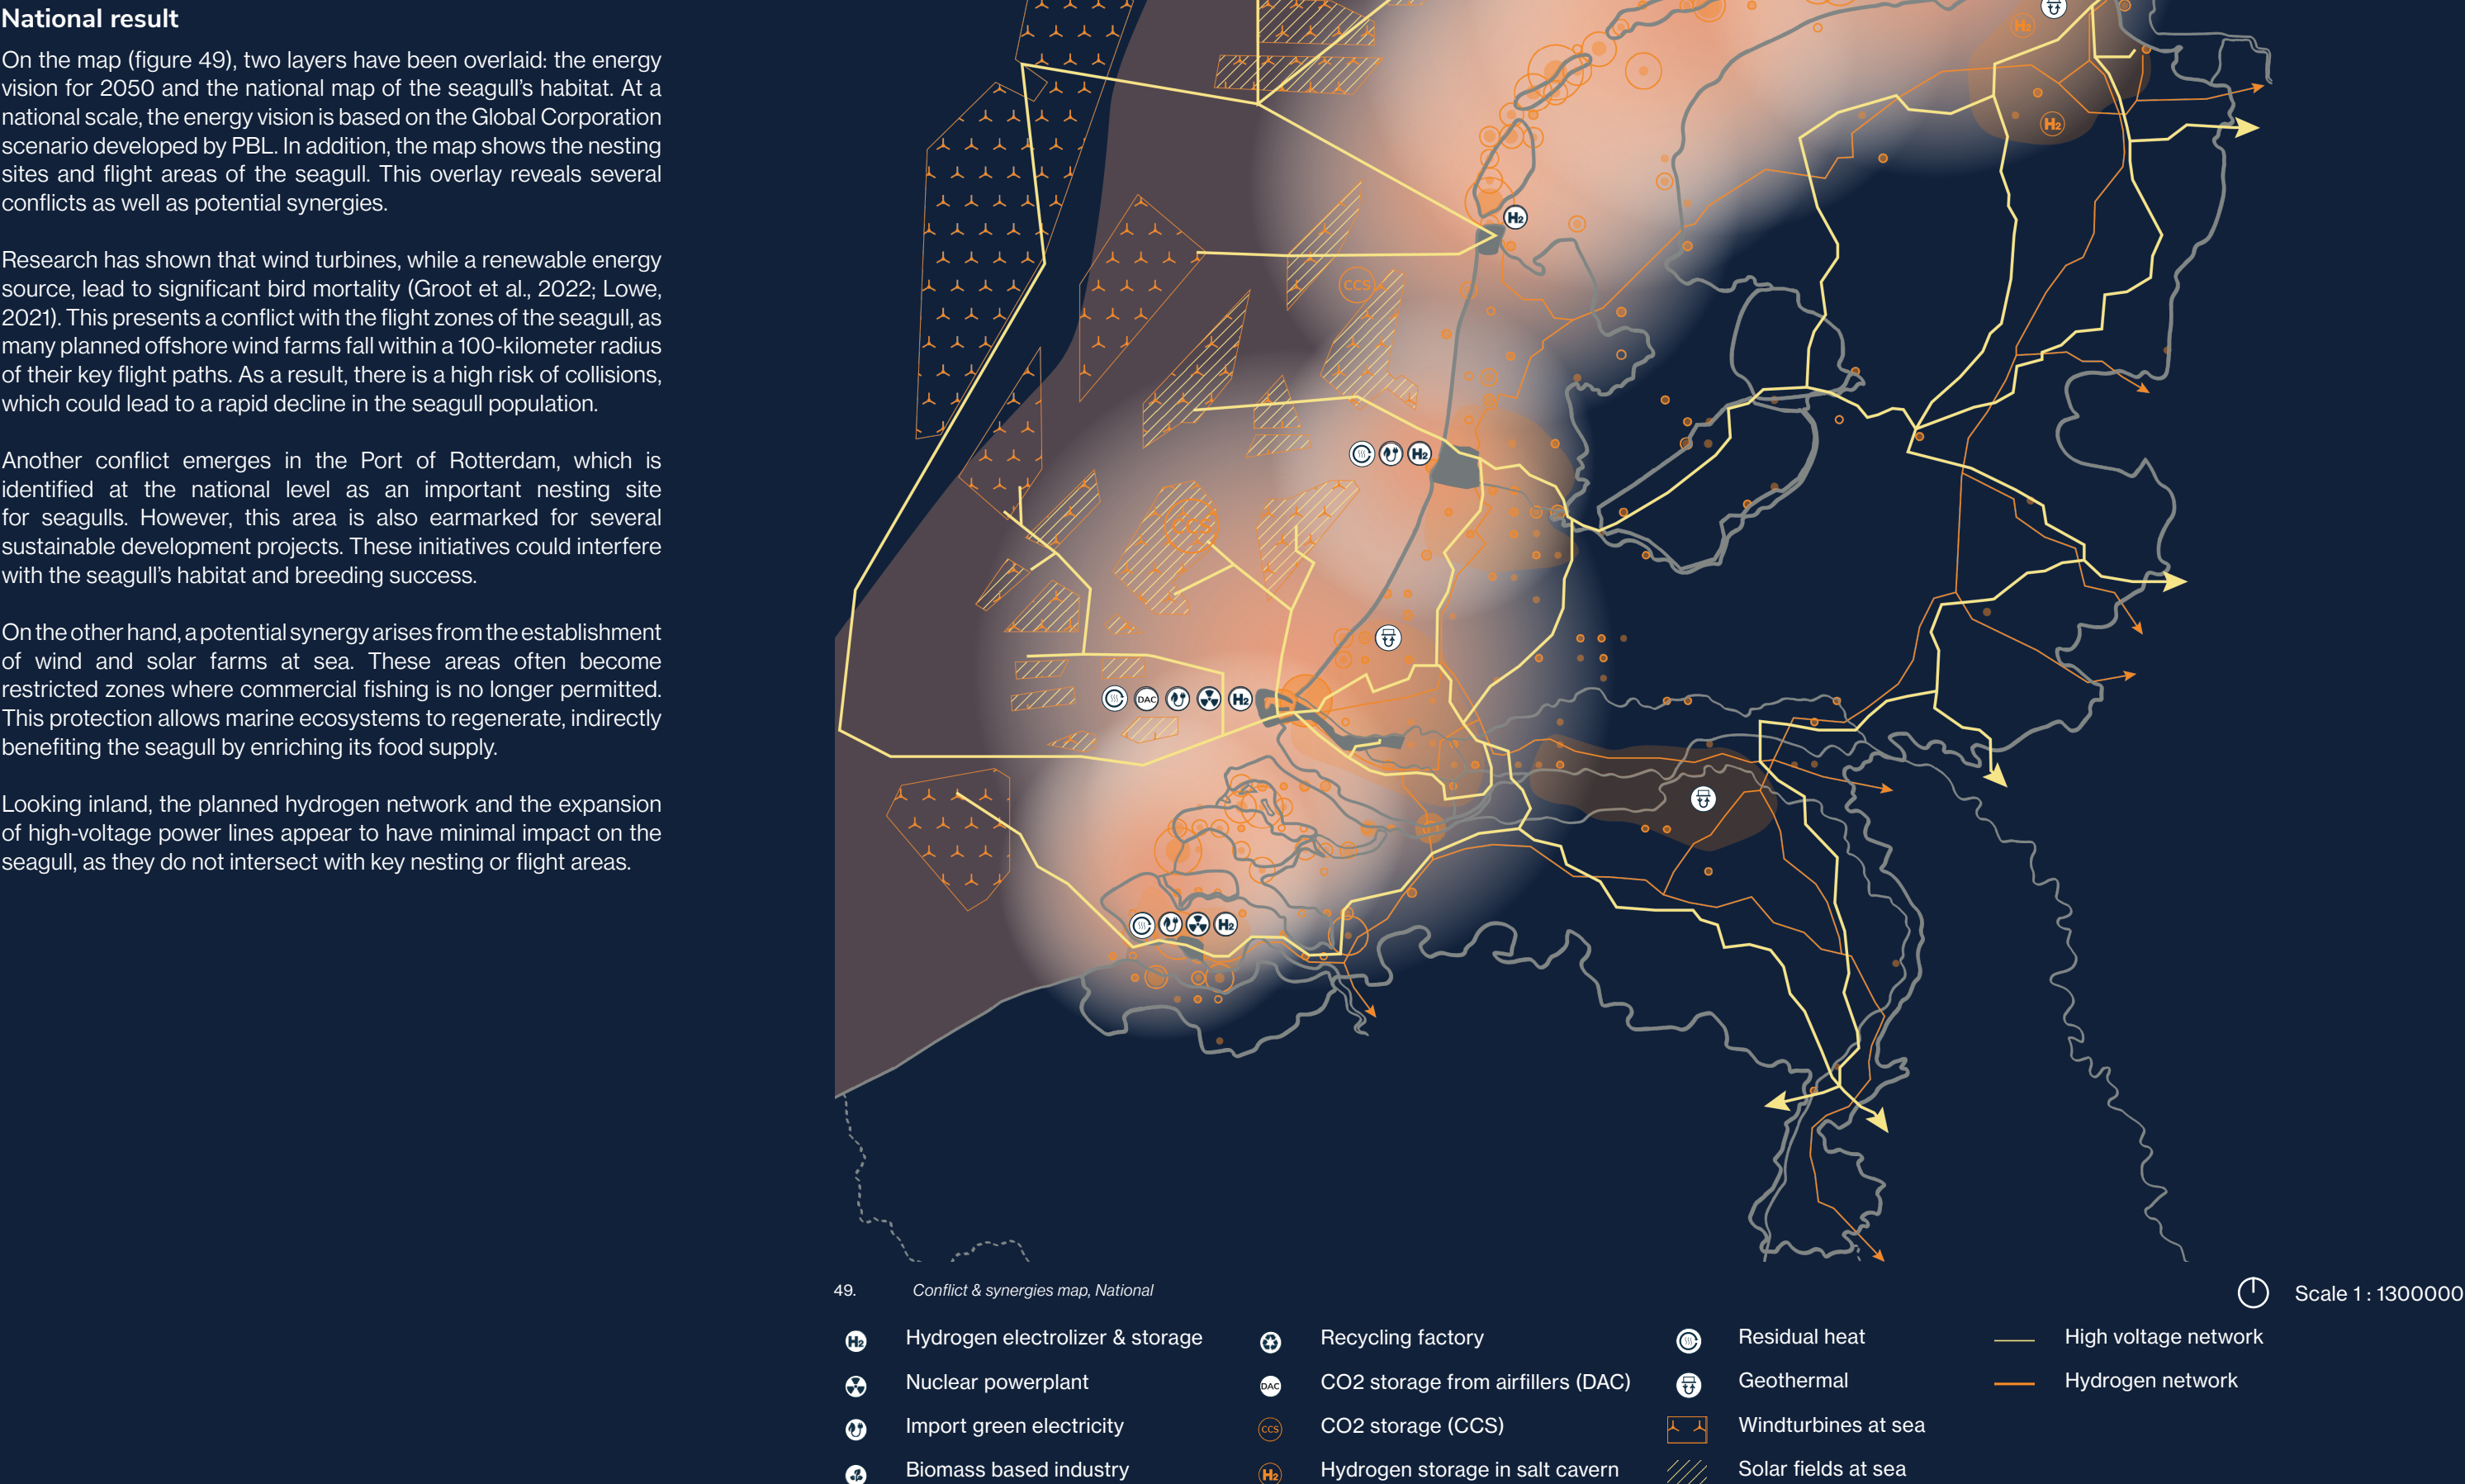 National result
On the map (figure 49), two layers have been overlaid: the energy
vision for 2050 and the national map of the seagull's habitat. At a
national scale, the energy vision is based on the Global Corporation
scenario developed by PBL. In addition, the map shows the nesting
sites and flight areas of the seagull. This overlay reveals several
conflicts as well as potential synergies.
Research has shown that wind turbines, while a renewable energy
source, lead to significant bird mortality (Groot et al., 2022; Lowe,
2021). This presents a conflict with the flight zones of the seagull, as
many planned offshore wind farms fall within a 100-kilometer radius
of their key flight paths. As a result, there is a high risk of collisions,
which could lead to a rapid decline in the seagull population.
Another conflict emerges in the Port of Rotterdam, which is
identified at the national level as an important nesting site
for seagulls. However, this area is also earmarked for several
sustainable development projects. These initiatives could interfere
with the seagull's habitat and breeding success.
On the other hand, a potential synergy arises from the establishment
of wind and solar farms at sea. These areas often become
restricted zones where commercial fishing is no longer permitted.
This protection allows marine ecosystems to regenerate, indirectly
benefiting the seagull by enriching its food supply.
Looking inland, the planned hydrogen network and the expansion
of high-voltage power lines appear to have minimal impact on the
seagull, as they do not intersect with key nesting or flight areas.
H2
H2
H2
CCS
H2
CCS
DAC
H2
H2
49. Conflict & synergies map, National
Scale 1 : 1300000
H2 Hydrogen electrolizer & storage
Nuclear powerplant
Import green electricity
Biomass based industry
Recycling factory
DAC CO2 storage from airfillers (DAC)
CCS CO2 storage (CCS)
H2 Hydrogen storage in salt cavern
Residual heat
Geothermal
Windturbines at sea
Solar fields at sea
High voltage network
Hydrogen network